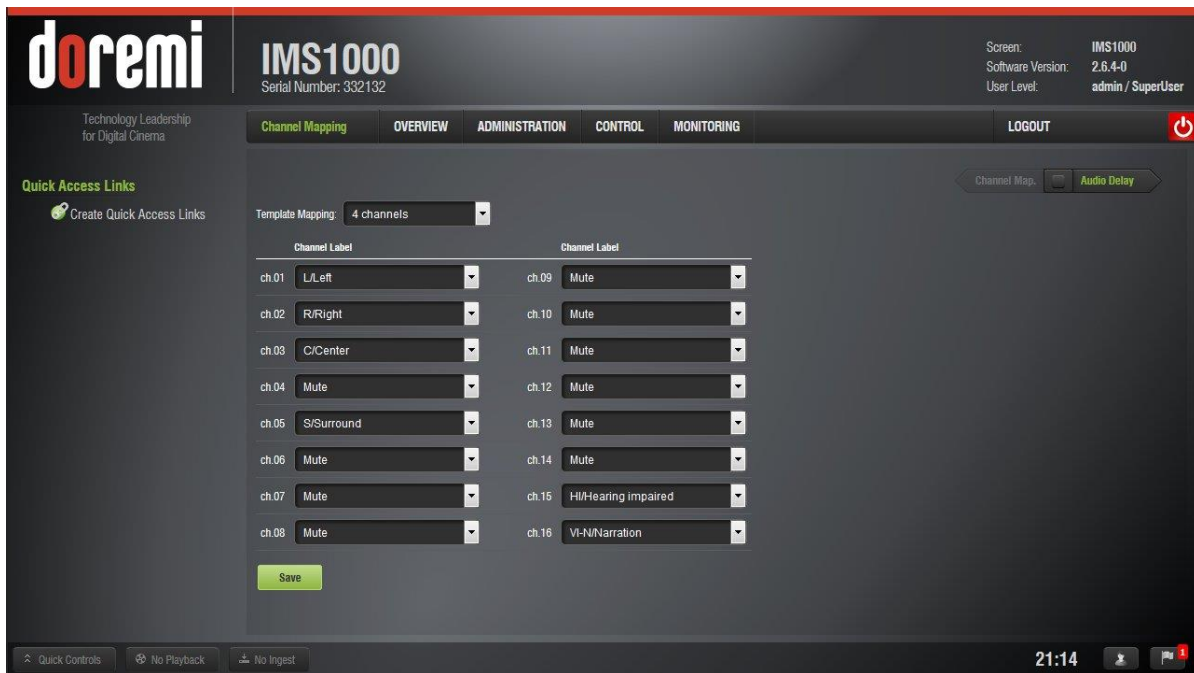 doremi
Technology Leadership
for Digital Cinema
IMS1000
Serial Number: 332132
Screen: IMS1000
Software Version: 2.6.4-0
User Level: admin / SuperUser
Channel Mapping OVERVIEW ADMINISTRATION CONTROL MONITORING LOGOUT
Quick Access Links
Create Quick Access Links
Channel Map. Audio Delay
Template Mapping: 4 channels
Channel Label Channel Label
ch.01 L/Left ch.09 Mute
ch.02 R/Right ch.10 Mute
ch.03 C/Center ch.11 Mute
ch.04 Mute ch.12 Mute
ch.05 S/Surround ch.13 Mute
ch.06 Mute ch.14 Mute
ch.07 Mute ch.15 HI/Hearing impaired
ch.08 Mute ch.16 VI-N/Narration
Save
Quick Controls No Playback No Ingest 21:14 1